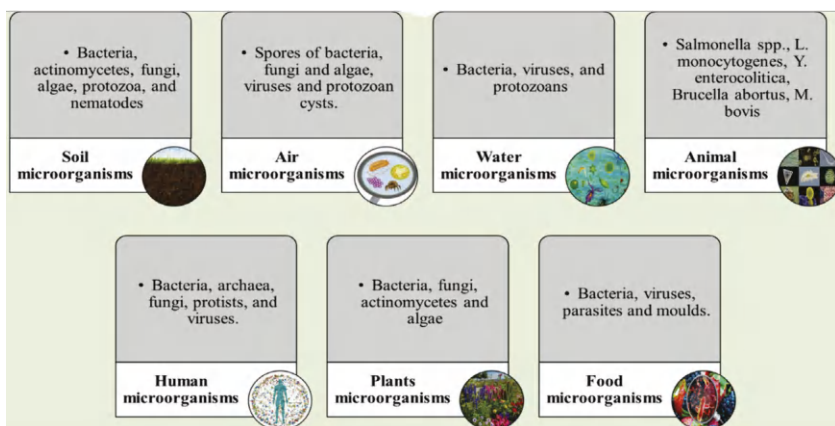 • Bacteria,
actinomycetes, fungi,
algae, protozoa, and
nematodes
Soil
microorganisms
• Spores of bacteria,
fungi and algae,
viruses and protozoan
cysts.
Air
microorganisms
• Bacteria, viruses, and
protozoans
Water
microorganisms
• Salmonella spp., L.
monocytogenes, Y.
enterocolitica,
Brucella abortus, M.
bovis
Animal
microorganisms
• Bacteria, archaea,
fungi, protists, and
viruses.
Human
microorganisms
• Bacteria, fungi,
actinomycetes and
algae
Plants
microorganisms
• Bacteria, viruses,
parasites and moulds.
Food
microorganisms